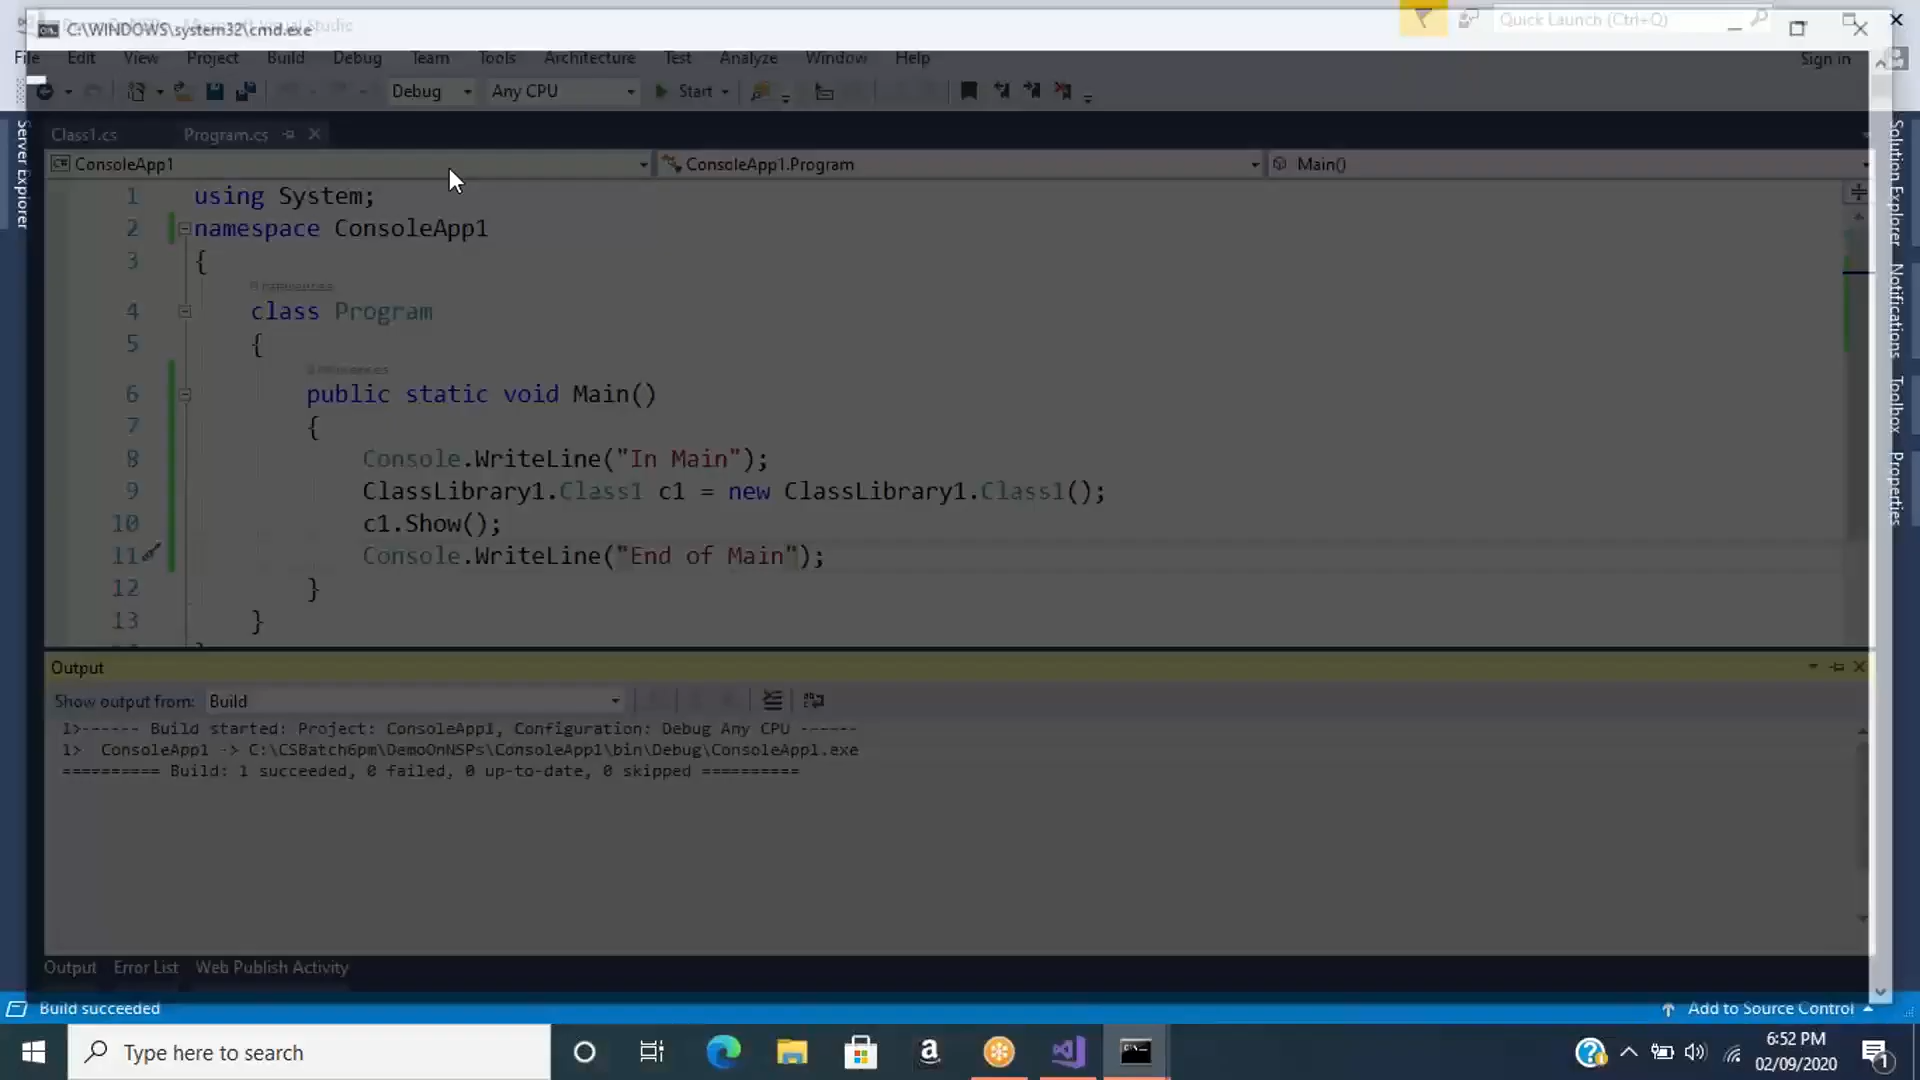 C:\WINDOWS\system32\cmd.exe
Quick Launch (Ctrl+Q)
File Edit View Project Build Debug Team Tools Architecture Test Analyze Window Help
Sign in
Debug Any CPU Start
Server Explorer
Class1.cs Program.cs
ConsoleApp1 ConsoleApp1.Program Main()
1 using System;
2 namespace ConsoleApp1
3 {
4 class Program
5 {
6 public static void Main()
7 {
8 Console.WriteLine("In Main");
9 ClassLibrary1.Class1 c1 = new ClassLibrary1.Class1();
10 c1.Show();
11 Console.WriteLine("End of Main");
12 }
13 }
Solution Explorer
Notifications
Toolbox
Properties
Output
Show output from: Build
1>------ Build started: Project: ConsoleApp1, Configuration: Debug Any CPU ------
1> ConsoleApp1 -> C:\CSBatch6pm\DemoOnNSPs\ConsoleApp1\bin\Debug\ConsoleApp1.exe
========== Build: 1 succeeded, 0 failed, 0 up-to-date, 0 skipped ==========
Output Error List Web Publish Activity
Build succeeded
Add to Source Control
Type here to search
6:52 PM
02/09/2020
1